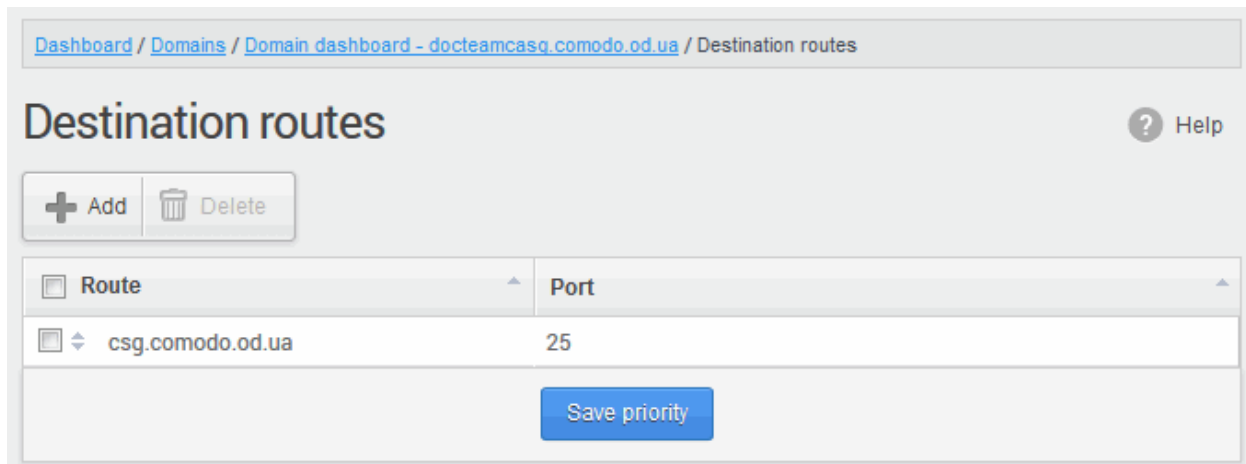 Dashboard / Domains / Domain dashboard - docteamcasg.comodo.od.ua / Destination routes
Destination routes
? Help
Add Delete
Route Port
csg.comodo.od.ua 25
Save priority